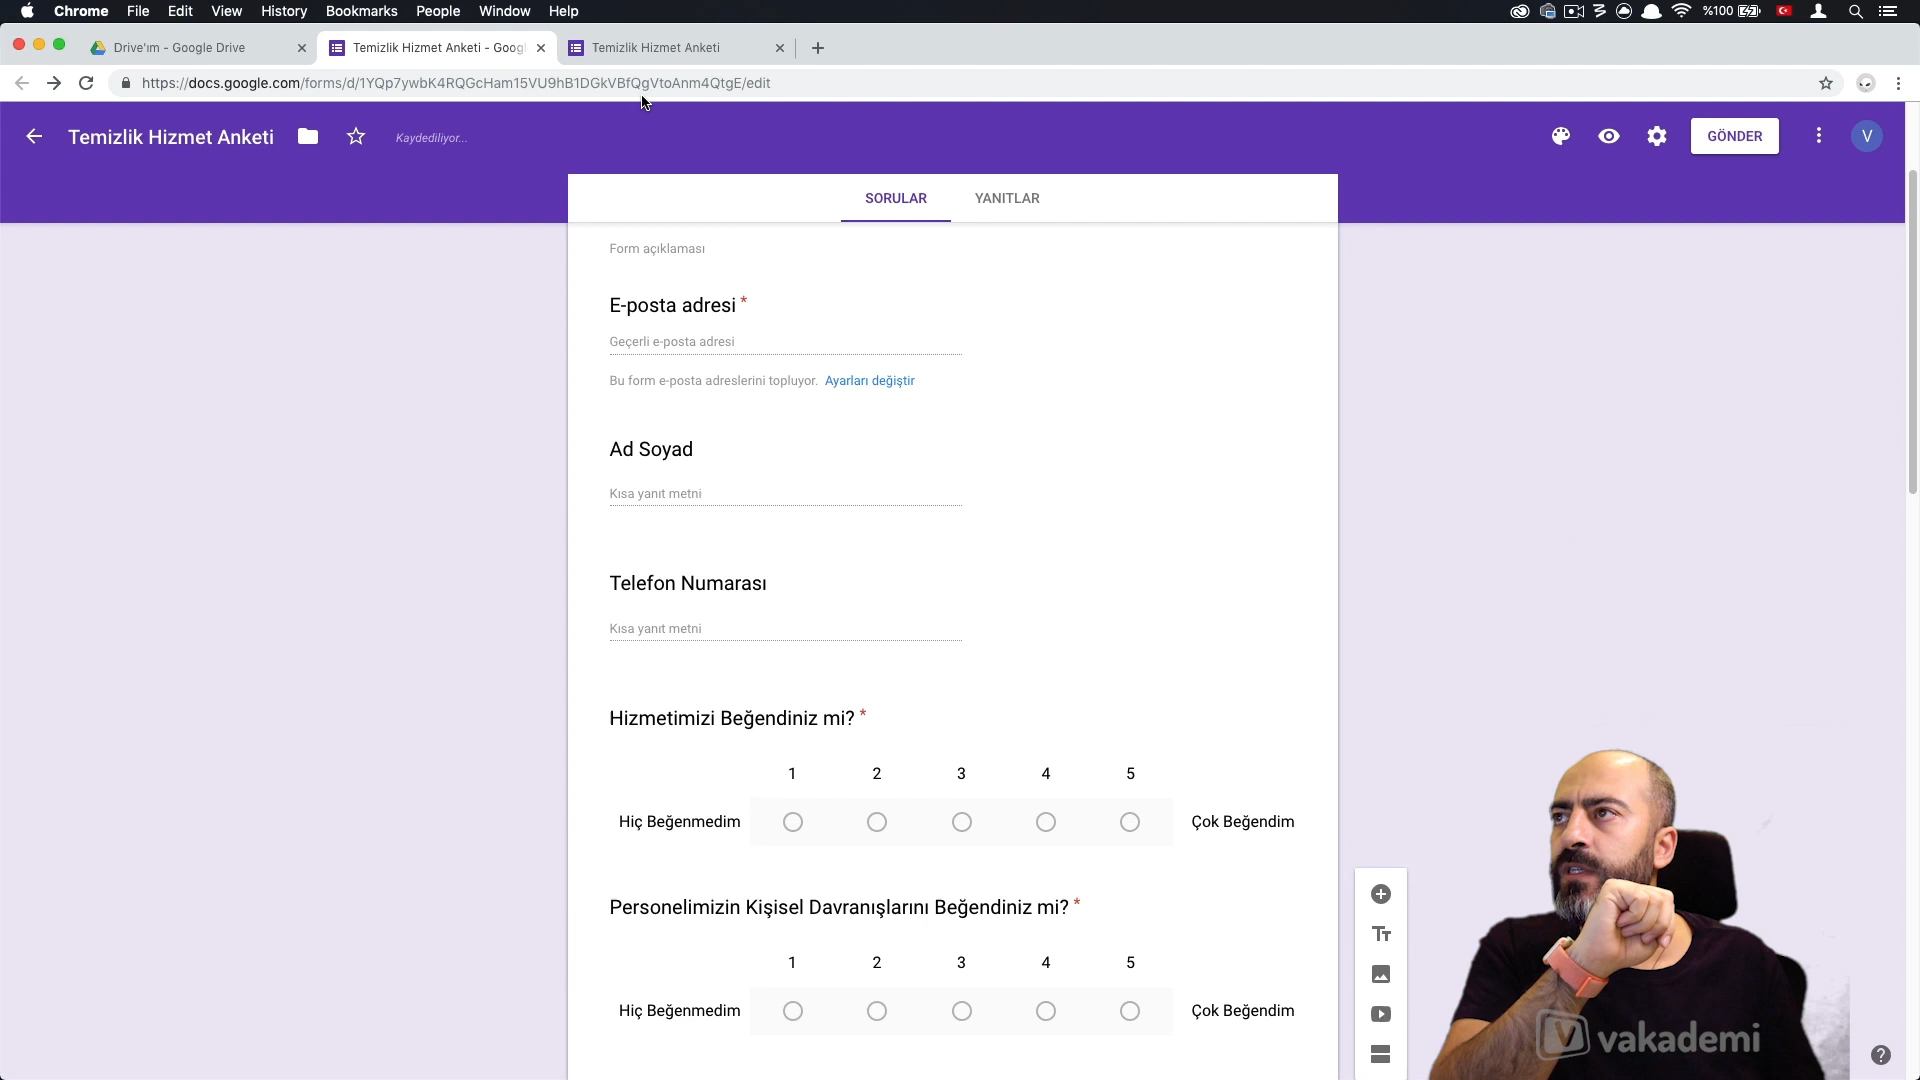 Chrome File Edit View History Bookmarks People Window Help %100
Drive'ım - Google Drive
Temizlik Hizmet Anketi - Googl
Temizlik Hizmet Anketi
https://docs.google.com/forms/d/1YQp7ywbK4RQGcHam15VU9hB1DGkVBfQgVtoAnm4QtgE/edit
Temizlik Hizmet Anketi
Kaydediliyor...
GÖNDER
V
SORULAR YANITLAR
Form açıklaması
E-posta adresi *
Geçerli e-posta adresi
Bu form e-posta adreslerini topluyor. Ayarları değiştir
Ad Soyad
Kısa yanıt metni
Telefon Numarası
Kısa yanıt metni
Hizmetimizi Beğendiniz mi? *
1 2 3 4 5
Hiç Beğenmedim Çok Beğendim
Personelimizin Kişisel Davranışlarını Beğendiniz mi? *
1 2 3 4 5
Hiç Beğenmedim Çok Beğendim
Tт
vakademi